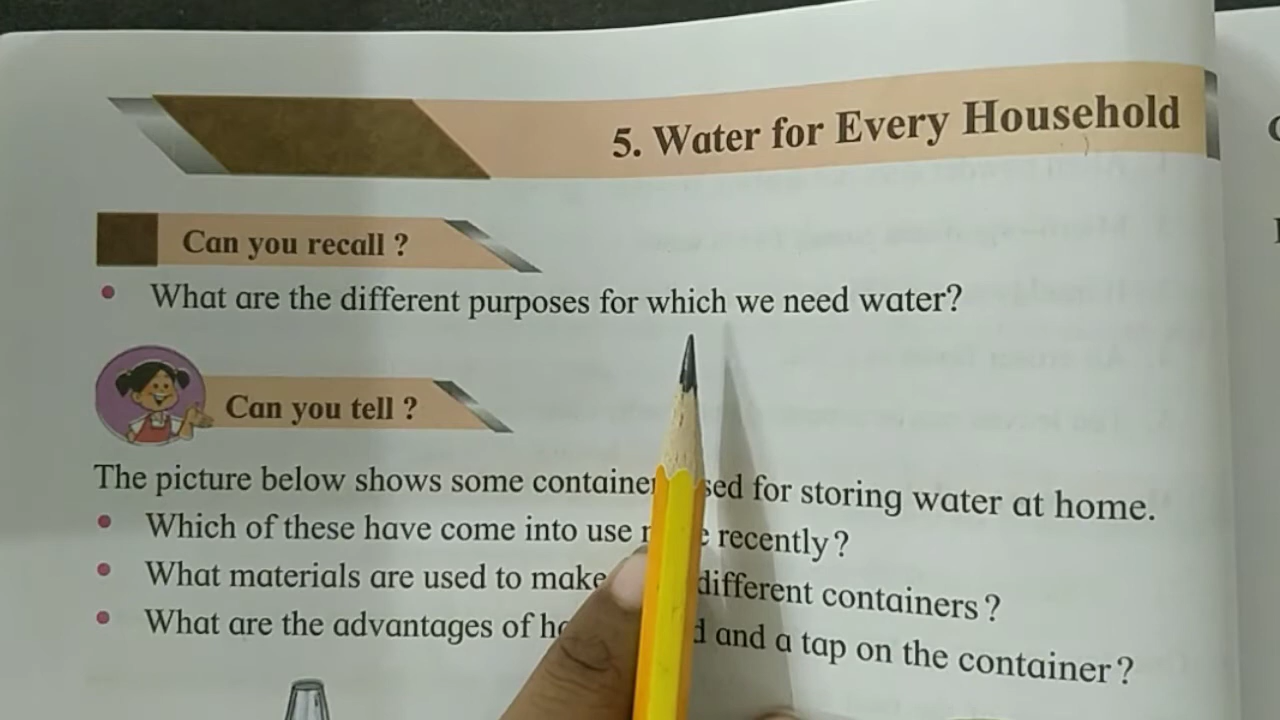 5. Water for Every Household
Can you recall ?
• What are the different purposes for which we need water?
Can you tell ?
The picture below shows some container sed for storing water at home.
• Which of these have come into use recently ?
• What materials are used to make different containers ?
• What are the advantages of and a tap on the container ?